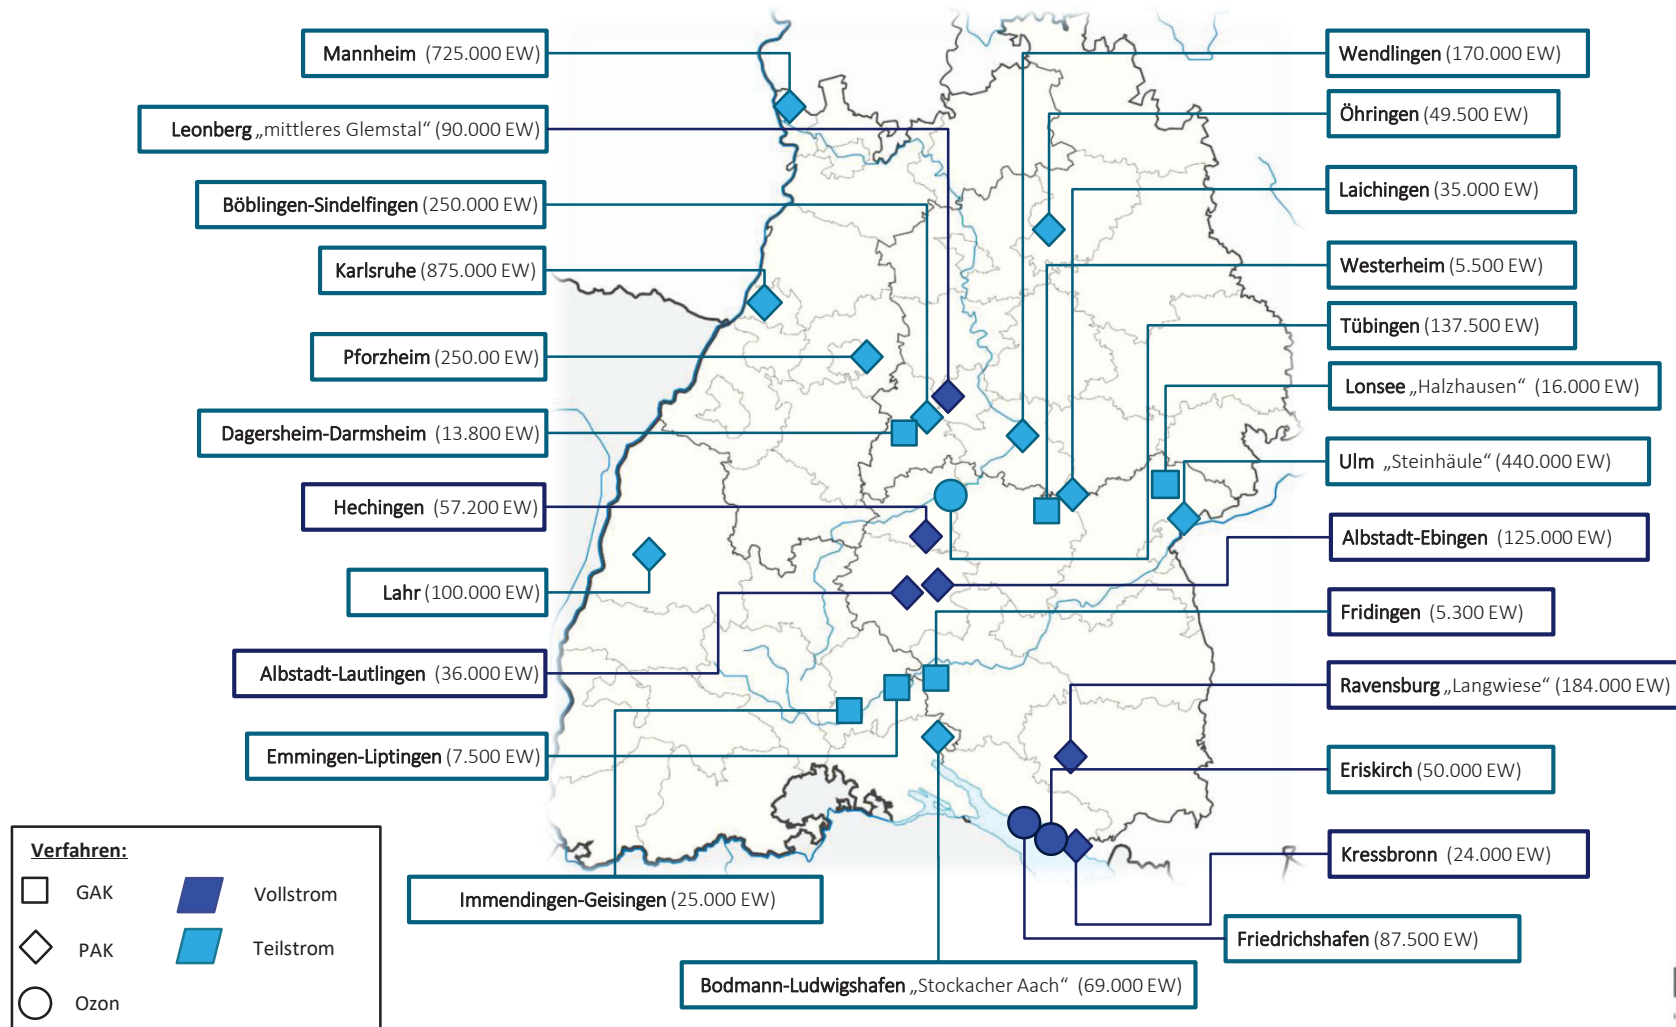 Mannheim (725.000 EW)
Leonberg „mittleres Glemstal“ (90.000 EW)
Böblingen-Sindelfingen (250.000 EW)
Karlsruhe (875.000 EW)
Pforzheim (250.00 EW)
Dagersheim-Darmsheim (13.800 EW)
Hechingen (57.200 EW)
Lahr (100.000 EW)
Albstadt-Lautlingen (36.000 EW)
Emmingen-Liptingen (7.500 EW)
Immendingen-Geisingen (25.000 EW)
Bodmann-Ludwigshafen „Stockacher Aach“ (69.000 EW)
Wendlingen (170.000 EW)
Öhringen (49.500 EW)
Laichingen (35.000 EW)
Westerheim (5.500 EW)
Tübingen (137.500 EW)
Lonsee „Halzhausen“ (16.000 EW)
Ulm „Steinhäule“ (440.000 EW)
Albstadt-Ebingen (125.000 EW)
Fridingen (5.300 EW)
Ravensburg „Langwiese“ (184.000 EW)
Eriskirch (50.000 EW)
Kressbronn (24.000 EW)
Friedrichshafen (87.500 EW)
Verfahren:
GAK
Vollstrom
PAK
Teilstrom
Ozon